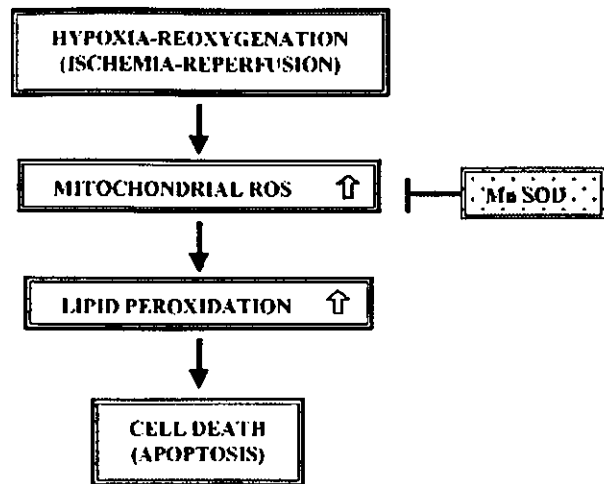 HYPOXIA-REOXYGENATION
(ISCHEMIA-REPERFUSION)
MITOCHONDRIAL ROS ⇧
Mn SOD
LIPID PEROXIDATION ⇧
CELL DEATH
(APOPTOSIS)